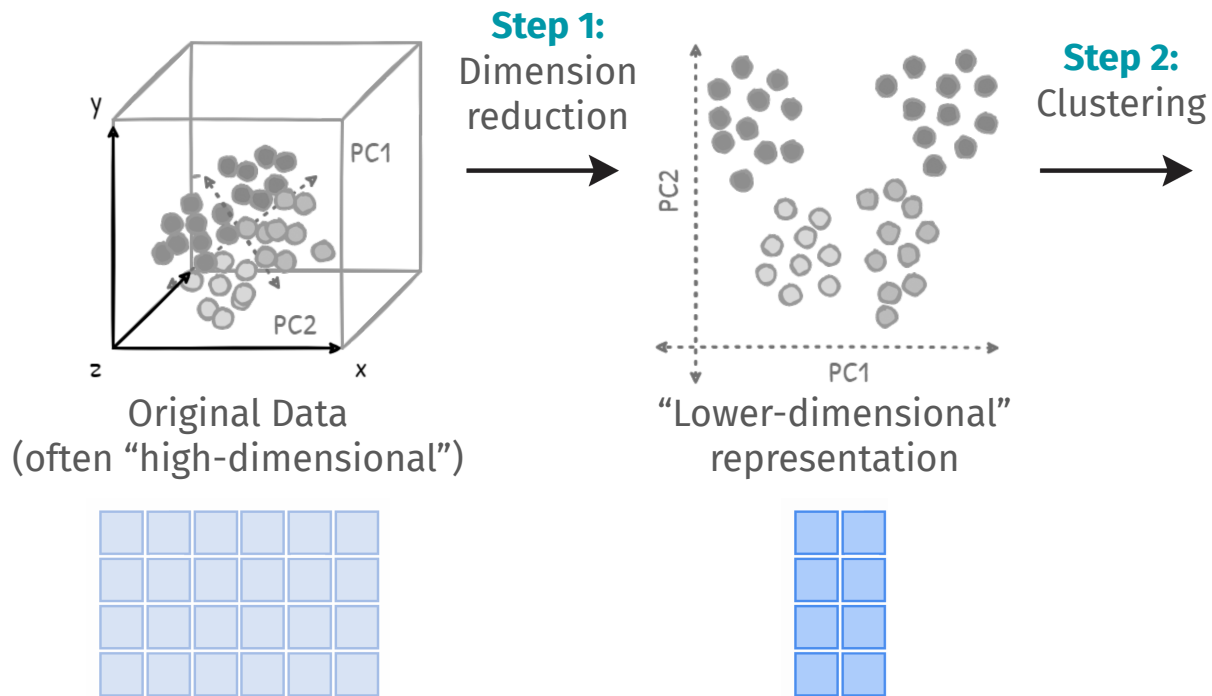 Step 1:
Dimension
reduction
Step 2:
Clustering
y
PC1
PC2
z
x
PC2
PC1
Original Data
(often “high-dimensional”)
“Lower-dimensional”
representation